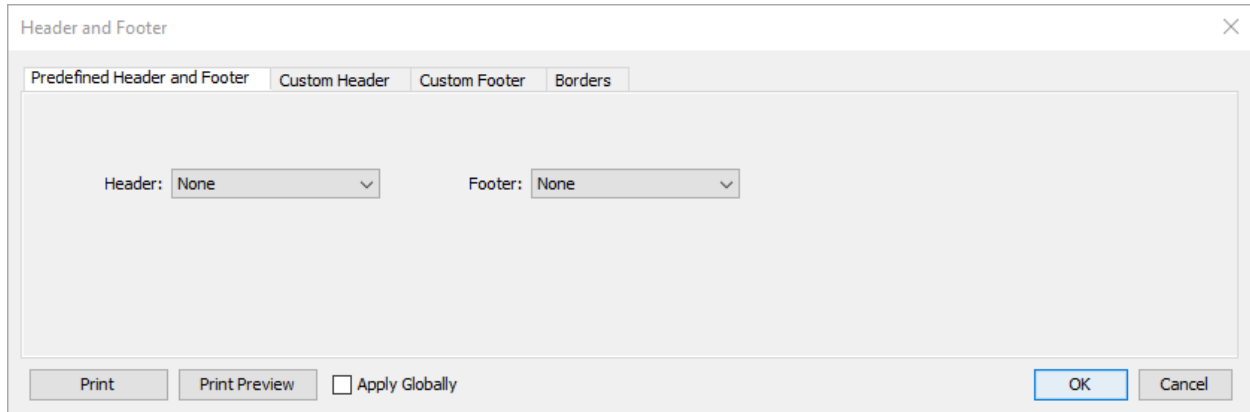 Header and Footer
Predefined Header and Footer Custom Header Custom Footer Borders
Header: None Footer: None
Print Print Preview Apply Globally OK Cancel